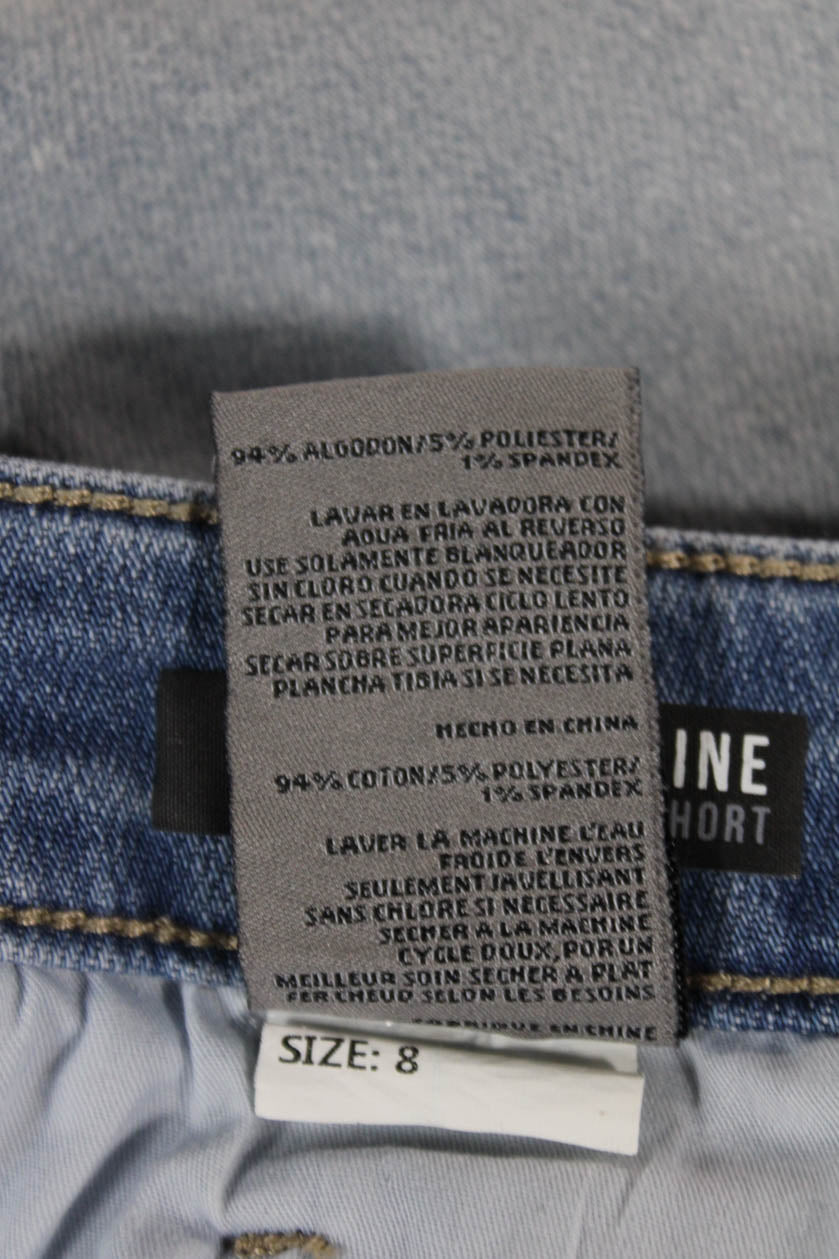 94% ALGODON/5% POLIESTER/
1% SPANDEX
LAVAR EN LAVADORA CON
AGUA FRIA AL REVERSO
USE SOLAMENTE BLANQUEADOR
SIN CLORO CUANDO SE NECESITE
SECAR EN SECADORA CICLO LENTO
PARA MEJOR APARIENCIA
SECAR SOBRE SUPERFICIE PLANA
PLANCHA TIBIA SI SE NECESITA
HECHO EN CHINA
94% COTON/5% POLYESTER/
1% SPANDEX
LAVER LA MACHINE L'EAU
FROIDE L'ENVERS
SEULEMENT JAVELLISANT
SANS CHLORE SI NECESSAIRE
SECHER A LA MACHINE
CYCLE DOUX, POR UN
MEILLEUR SOIN SECHER A PLAT
FER CHEUD SELON LES BESOINS
EN CHINE
SIZE: 8
INE
HORT